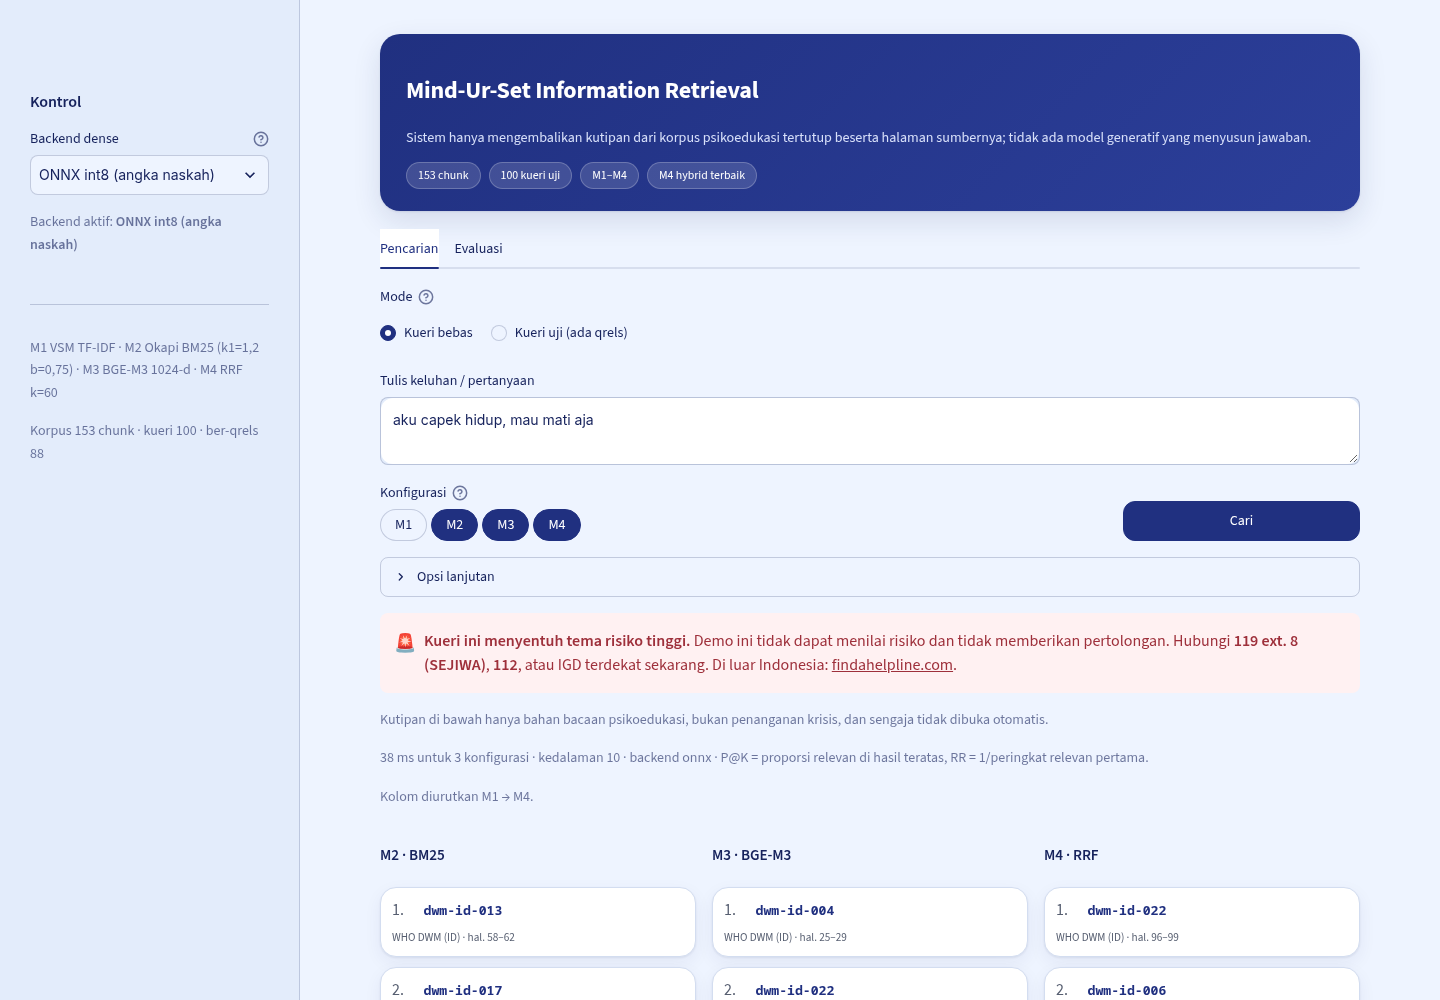 Kontrol
Backend dense
ONNX int8 (angka naskah)
Backend aktif: ONNX int8 (angka
naskah)
M1 VSM TF-IDF · M2 Okapi BM25 (k1=1,2
b=0,75) · M3 BGE-M3 1024-d · M4 RRF
k=60
Korpus 153 chunk · kueri 100 · ber-qrels
88
Mind-Ur-Set Information Retrieval
Sistem hanya mengembalikan kutipan dari korpus psikoedukasi tertutup beserta halaman sumbernya; tidak ada model generatif yang menyusun jawaban.
153 chunk
100 kueri uji
M1–M4
M4 hybrid terbaik
Pencarian
Evaluasi
Mode
Kueri bebas
Kueri uji (ada qrels)
Tulis keluhan / pertanyaan
aku capek hidup, mau mati aja
Konfigurasi
M1
M2
M3
M4
Cari
Opsi lanjutan
Kueri ini menyentuh tema risiko tinggi. Demo ini tidak dapat menilai risiko dan tidak memberikan pertolongan. Hubungi 119 ext. 8
(SEJIWA), 112, atau IGD terdekat sekarang. Di luar Indonesia: findahelpline.com.
Kutipan di bawah hanya bahan bacaan psikoedukasi, bukan penanganan krisis, dan sengaja tidak dibuka otomatis.
38 ms untuk 3 konfigurasi · kedalaman 10 · backend onnx · P@K = proporsi relevan di hasil teratas, RR = 1/peringkat relevan pertama.
Kolom diurutkan M1 → M4.
M2 · BM25
1. dwm-id-013
WHO DWM (ID) · hal. 58–62
2. dwm-id-017
M3 · BGE-M3
1. dwm-id-004
WHO DWM (ID) · hal. 25–29
2. dwm-id-022
M4 · RRF
1. dwm-id-022
WHO DWM (ID) · hal. 96–99
2. dwm-id-006